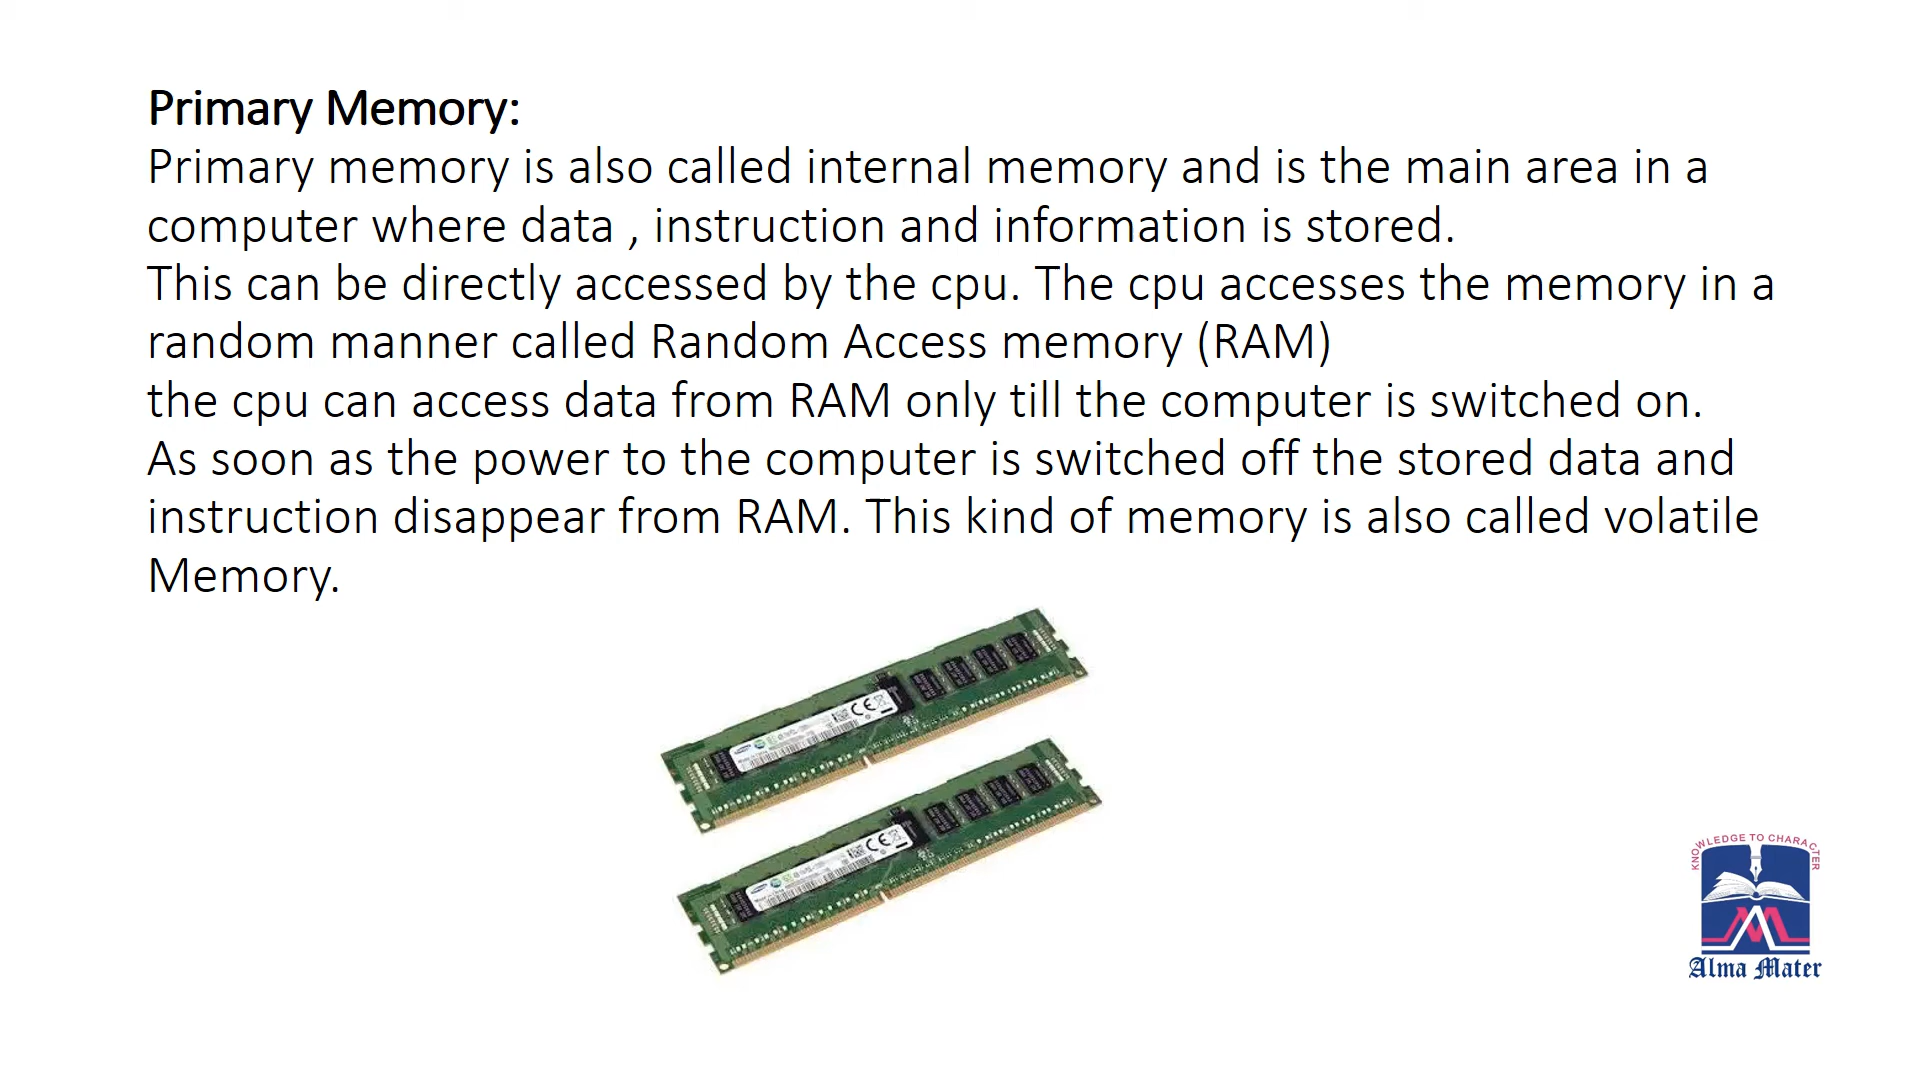 Primary Memory:
Primary memory is also called internal memory and is the main area in a
computer where data , instruction and information is stored.
This can be directly accessed by the cpu. The cpu accesses the memory in a
random manner called Random Access memory (RAM)
the cpu can access data from RAM only till the computer is switched on.
As soon as the power to the computer is switched off the stored data and
instruction disappear from RAM. This kind of memory is also called volatile
Memory.
KNOWLEDGE TO CHARACTER
Alma Mater